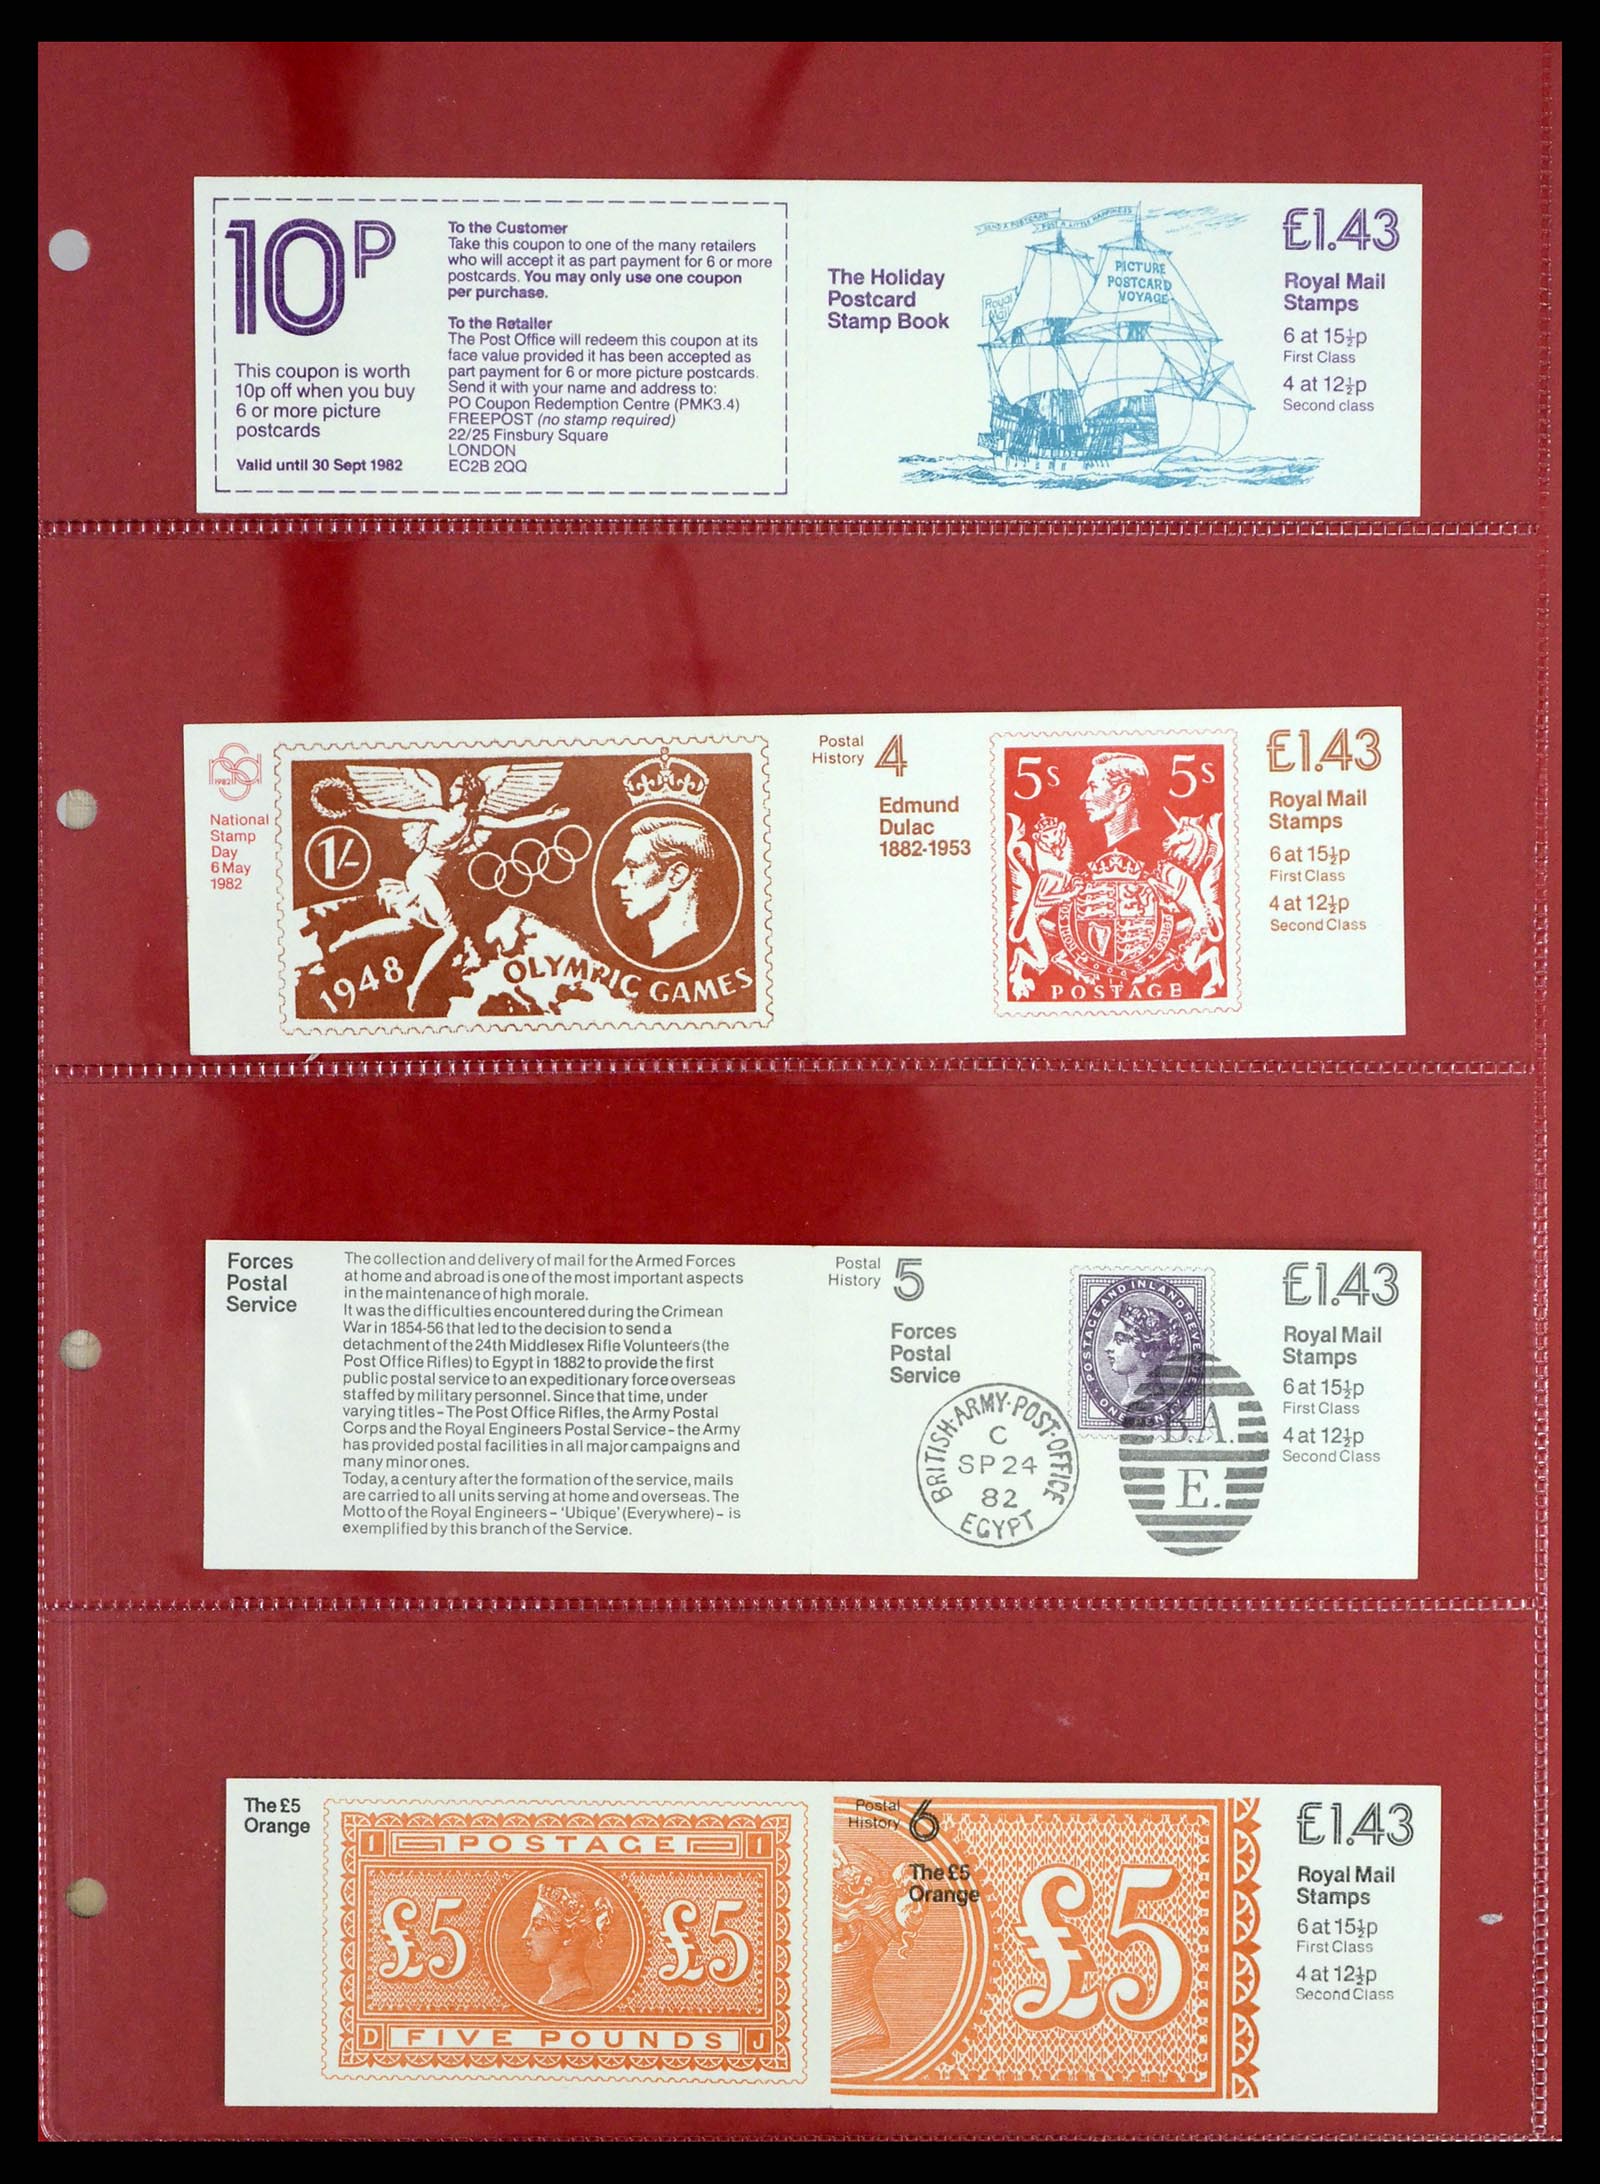 10P
This coupon is worth
10p off when you buy
6 or more picture
postcards
Valid until 30 Sept 1982
To the Customer
Take this coupon to one of the many retailers
who will accept it as part payment for 6 or more
postcards. You may only use one coupon
per purchase.
To the Retailer
The Post Office will redeem this coupon at its
face value provided it has been accepted as
part payment for 6 or more picture postcards.
Send it with your name and address to:
PO Coupon Redemption Centre (PMK3.4)
FREEPOST (no stamp required)
22/25 Finsbury Square
LONDON
EC2B 2QQ
The Holiday
Postcard
Stamp Book
SEND A POSTCARD
POST A LITTLE HAPPINESS
Royal
Mail
PICTURE
POSTCARD
VOYAGE
£1.43
Royal Mail
Stamps
6 at 15½p
First Class
4 at 12½p
Second class
1982
National
Stamp
Day
6 May
1982
1/-
1948
OLYMPIC GAMES
Postal
History 4
Edmund
Dulac
1882-1953
5s 5s
POSTAGE
£1.43
Royal Mail
Stamps
6 at 15½p
First Class
4 at 12½p
Second Class
Forces
Postal
Service
The collection and delivery of mail for the Armed Forces
at home and abroad is one of the most important aspects
in the maintenance of high morale.
It was the difficulties encountered during the Crimean
War in 1854-56 that led to the decision to send a
detachment of the 24th Middlesex Rifle Volunteers (the
Post Office Rifles) to Egypt in 1882 to provide the first
public postal service to an expeditionary force overseas
staffed by military personnel. Since that time, under
varying titles – The Post Office Rifles, the Army Postal
Corps and the Royal Engineers Postal Service – the Army
has provided postal facilities in all major campaigns and
many minor ones.
Today, a century after the formation of the service, mails
are carried to all units serving at home and overseas. The
Motto of the Royal Engineers – 'Ubique' (Everywhere) – is
exemplified by this branch of the Service.
Postal
History 5
Forces
Postal
Service
BRITISH·ARMY·POST·OFFICE
C
SP 24
82
EGYPT
POSTAGE AND INLAND REVENUE
ONE PENNY
B.A.
E.
£1.43
Royal Mail
Stamps
6 at 15½p
First Class
4 at 12½p
Second Class
The £5
Orange
1 POSTAGE 1
£5 £5
D FIVE POUNDS J
Postal
History 6
The £5
Orange
£5
£1.43
Royal Mail
Stamps
6 at 15½p
First Class
4 at 12½p
Second Class